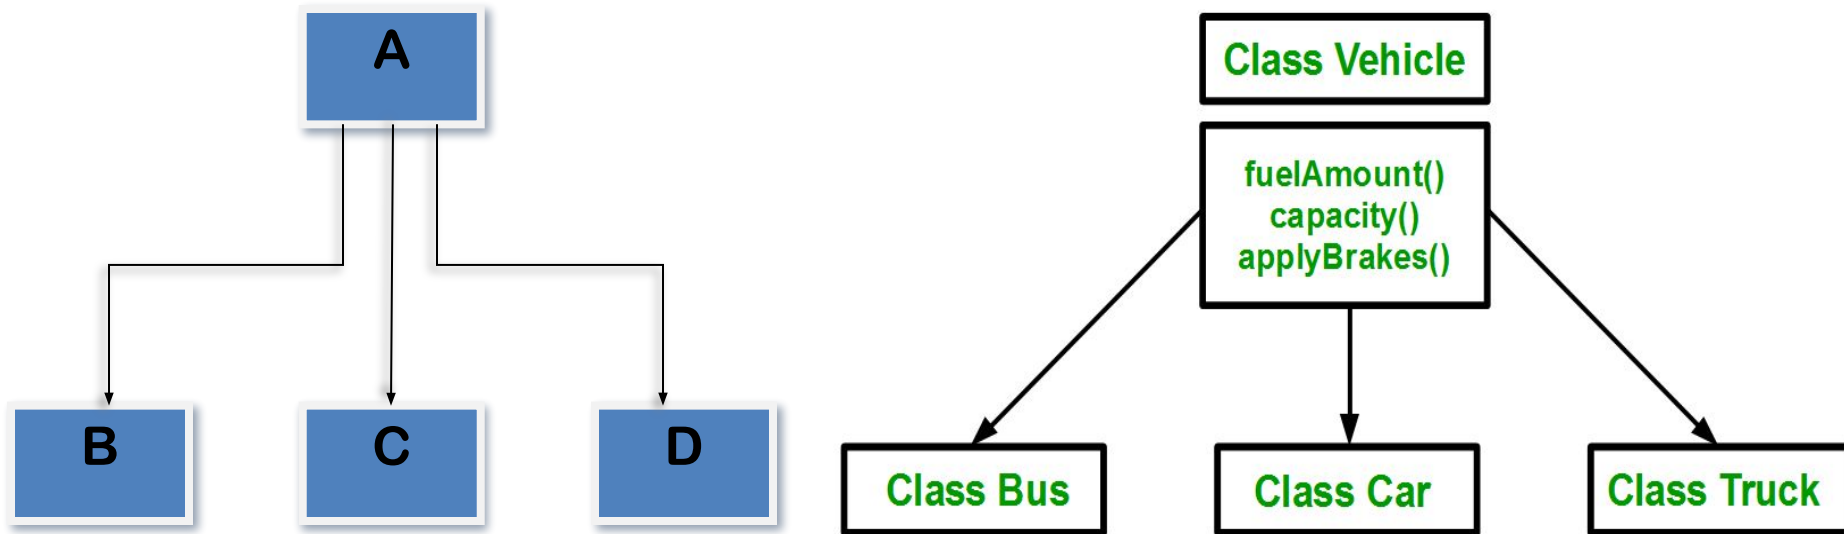 A
B
C
D
Class Vehicle
fuelAmount()
capacity()
applyBrakes()
Class Bus
Class Car
Class Truck